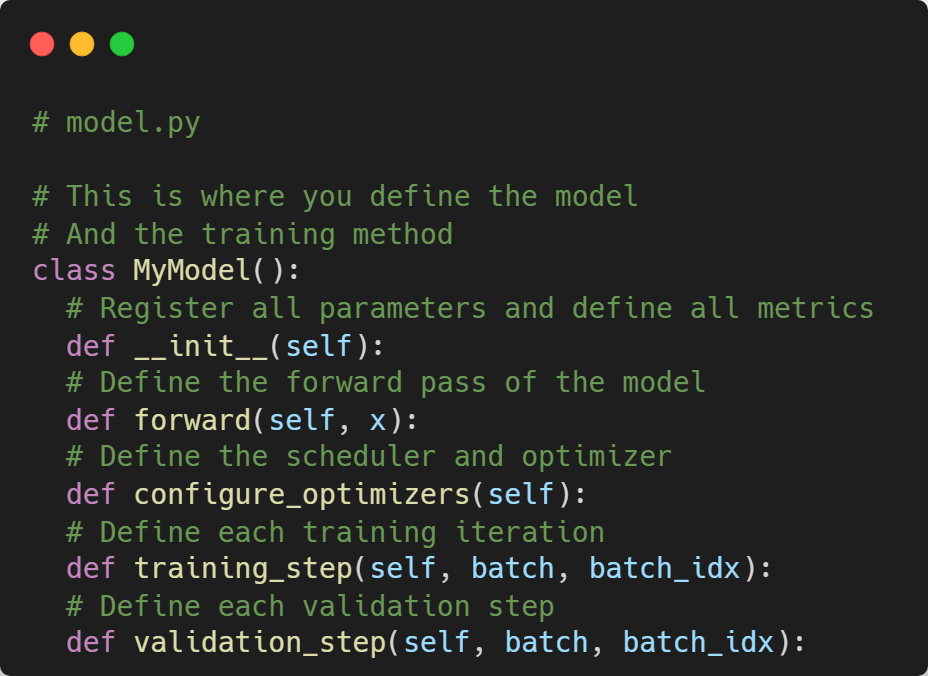 # model.py
# This is where you define the model
# And the training method
class MyModel():
  # Register all parameters and define all metrics
  def __init__(self):
  # Define the forward pass of the model
  def forward(self, x):
  # Define the scheduler and optimizer
  def configure_optimizers(self):
  # Define each training iteration
  def training_step(self, batch, batch_idx):
  # Define each validation step
  def validation_step(self, batch, batch_idx):